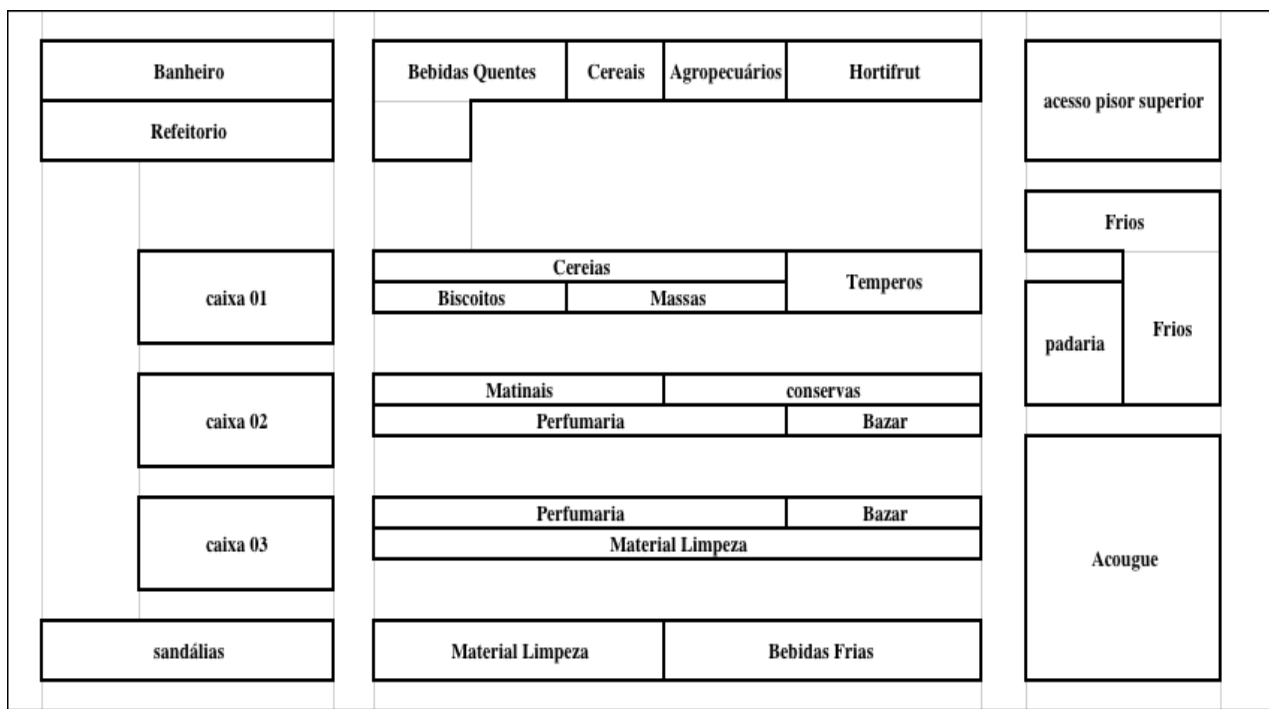 Banheiro
Bebidas Quentes
Cereais
Agropecuários
Hortifrut
acesso pisor superior
Refeitorio
Frios
caixa 01
Cereias
Temperos
Biscoitos
Massas
padaria
Frios
caixa 02
Matinais
conservas
Perfumaria
Bazar
caixa 03
Perfumaria
Bazar
Material Limpeza
Acougue
sandálias
Material Limpeza
Bebidas Frias